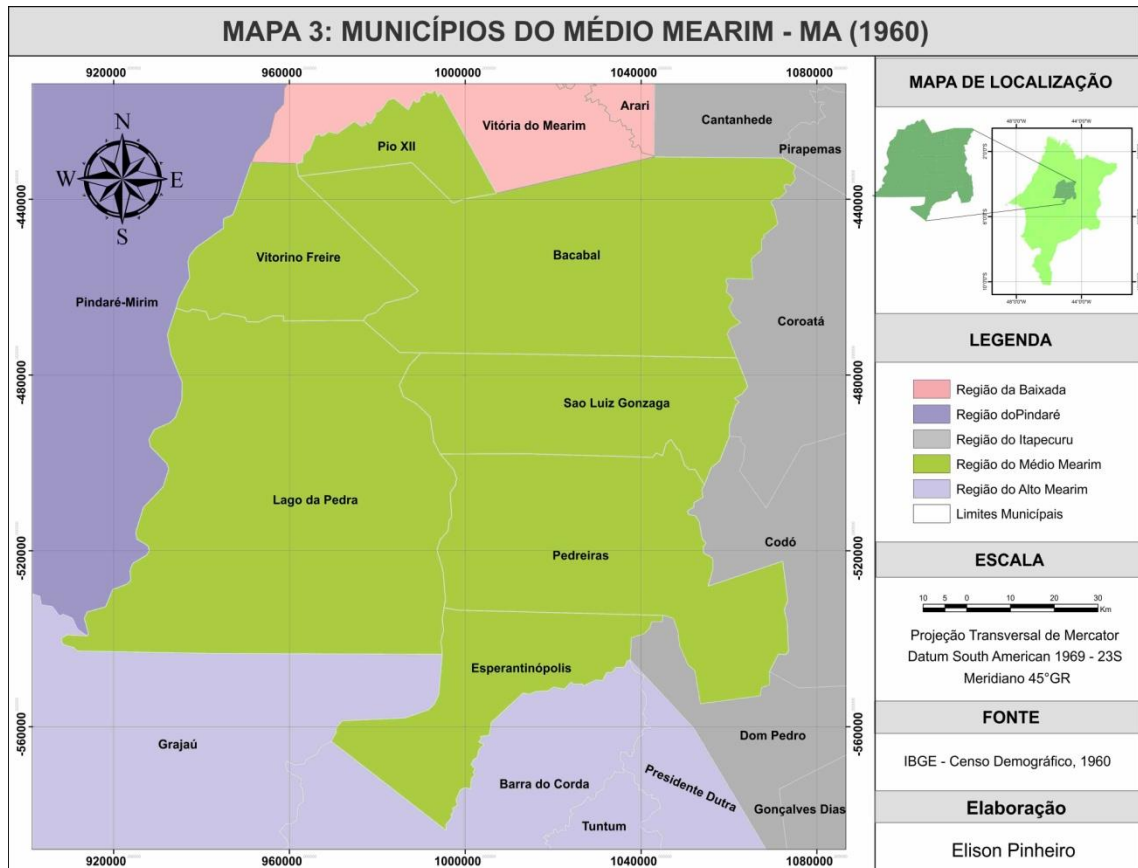 MAPA 3: MUNICÍPIOS DO MÉDIO MEARIM - MA (1960)
920000 960000 1000000 1040000 1080000
N
W E
S
Arari
Cantanhede
Vitória do Mearim
Pio XII
Pirapemas
-440000
-440000
Vitorino Freire
Bacabal
Pindaré-Mirim
Coroatá
-480000
-480000
Sao Luiz Gonzaga
Lago da Pedra
-520000
-520000
Pedreiras
Codó
Esperantinópolis
-560000
-560000
Grajaú
Dom Pedro
Barra do Corda
Presidente Dutra
Gonçalves Dias
Tuntum
920000 960000 1000000 1040000 1080000
MAPA DE LOCALIZAÇÃO
LEGENDA
Região da Baixada
Região doPindaré
Região do Itapecuru
Região do Médio Mearim
Região do Alto Mearim
Limites Municípais
ESCALA
10 5 0 10 20 30
Km
Projeção Transversal de Mercator
Datum South American 1969 - 23S
Meridiano 45°GR
FONTE
IBGE - Censo Demográfico, 1960
Elaboração
Elison Pinheiro